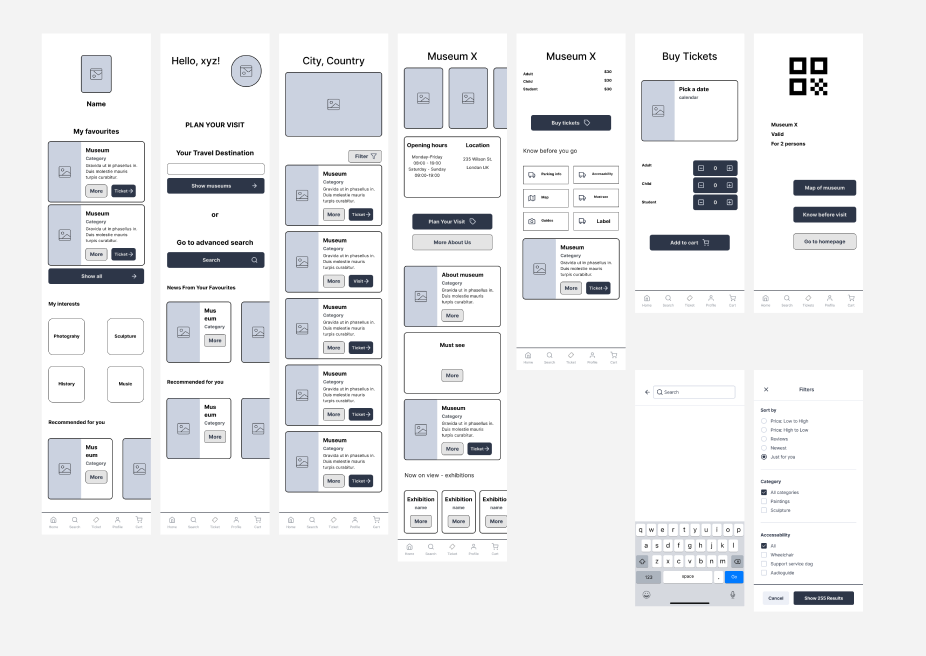 Name
My favourites
Museum
Category
Gravida ut in phasellus in.
Duis molestie mauris
turpis curabitur.
More
Ticket
Museum
Category
Gravida ut in phasellus in.
Duis molestie mauris
turpis curabitur.
More
Ticket
Show all
My interests
Photograhy
Sculpture
History
Music
Recommended for you
Mus
eum
Category
More
Home
Search
Ticket
Profile
Cart
Hello, xyz!
PLAN YOUR VISIT
Your Travel Destination
Show museums
or
Go to advanced search
Search
News From Your Favourites
Mus
eum
Category
More
Recommended for you
Mus
eum
Category
More
Home
Search
Ticket
Profile
Cart
City, Country
Filter
Museum
Category
Gravida ut in phasellus in.
Duis molestie mauris
turpis curabitur.
More
Ticket
Museum
Category
Gravida ut in phasellus in.
Duis molestie mauris
turpis curabitur.
More
Visit
Museum
Category
Gravida ut in phasellus in.
Duis molestie mauris
turpis curabitur.
More
Ticket
Museum
Category
Gravida ut in phasellus in.
Duis molestie mauris
turpis curabitur.
More
Ticket
Museum
Category
Gravida ut in phasellus in.
Duis molestie mauris
turpis curabitur.
More
Ticket
Home
Search
Ticket
Profile
Cart
Museum X
Opening hours
Monday-Friday
09:00 - 19:00
Saturday - Sunday
09:00-19:00
Location
235 Wilson St.
London UK
Plan Your Visit
More About Us
About museum
Category
Gravida ut in phasellus in.
Duis molestie mauris
turpis curabitur.
More
Must see
More
Museum
Category
Gravida ut in phasellus in.
Duis molestie mauris
turpis curabitur.
More
Ticket
Now on view - exhibitions
Exhibition
name
More
Exhibition
name
More
Exhibition
name
More
Home
Search
Ticket
Profile
Cart
Museum X
Adult $30
Child $30
Student $30
Buy tickets
Know before you go
Parking info
Accessability
Map
Guides
Label
Museum
Category
Gravida ut in phasellus in.
Duis molestie mauris
turpis curabitur.
More
Ticket
Home
Search
Ticket
Profile
Cart
Buy Tickets
Pick a date
calendar
Adult 0
Child 0
Student 0
Add to cart
Home
Search
Ticket
Profile
Cart
Museum X
Valid
For 2 persons
Map of museum
Know before visit
Go to homepage
Home
Search
Tickets
Profile
Cart
Search
q w e r t y u i o p
a s d f g h j k l
z x c v b n m
123 space . Go
Filters
Sort by
Price: Low to High
Price: High to Low
Reviews
Newest
Just for you
Category
All categories
Paintings
Sculpture
Accessability
All
Wheelchair
Support service dog
Audioguide
Cancel
Show 255 Results